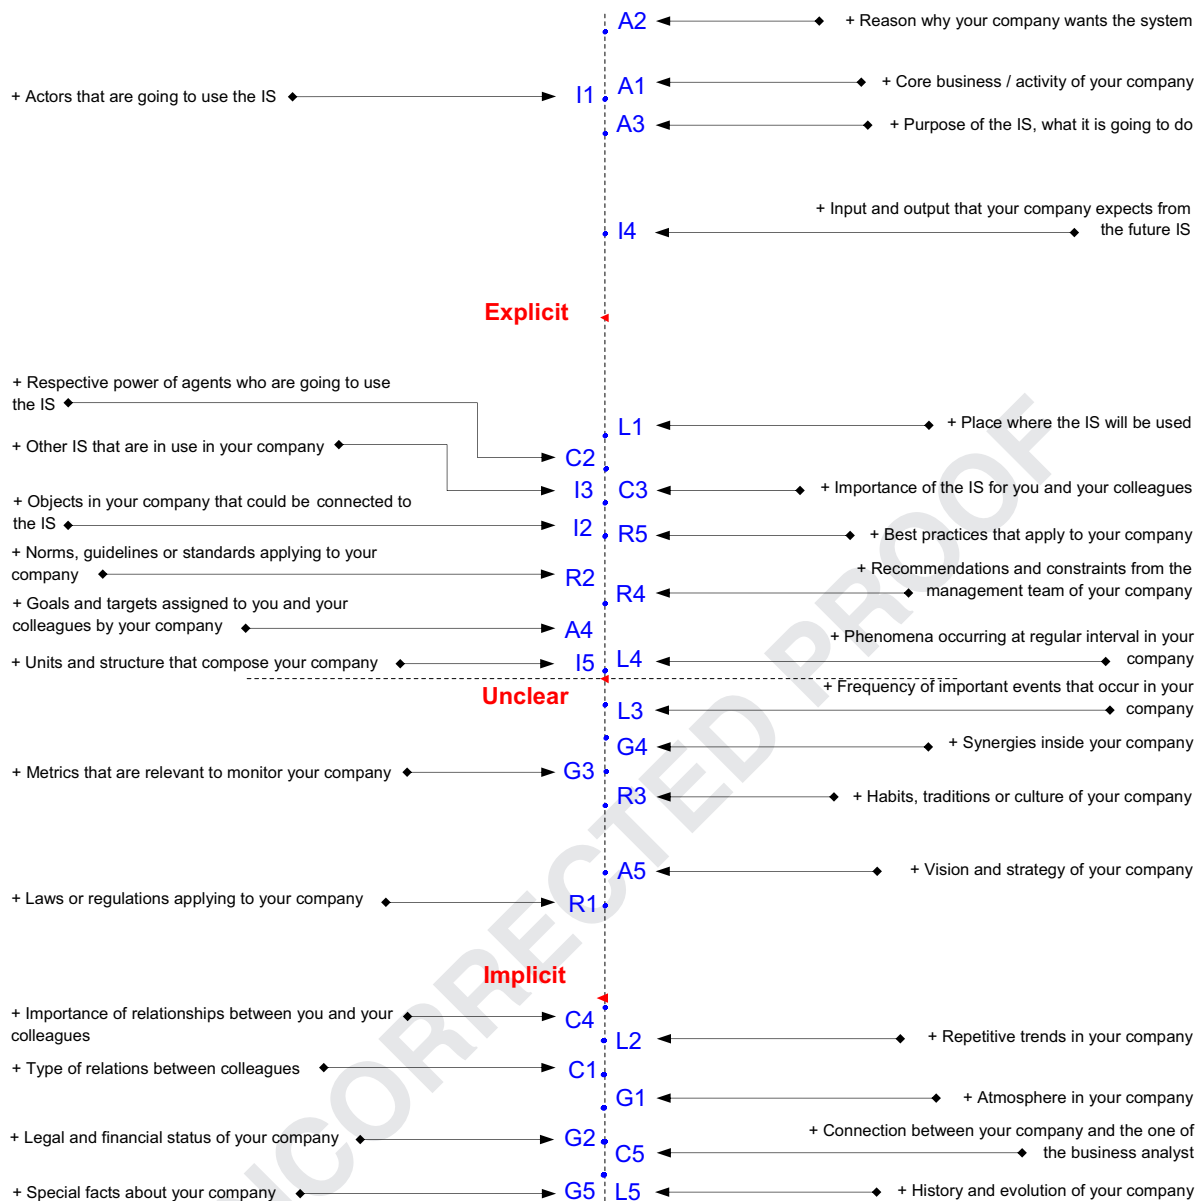 A2
+ Reason why your company wants the system
A1
+ Core business / activity of your company
+ Actors that are going to use the IS
I1
A3
+ Purpose of the IS, what it is going to do
+ Input and output that your company expects from
I4
the future IS
Explicit
+ Respective power of agents who are going to use
the IS
L1
+ Place where the IS will be used
+ Other IS that are in use in your company
C2
I3
C3
+ Importance of the IS for you and your colleagues
+ Objects in your company that could be connected to
the IS
I2
R5
+ Best practices that apply to your company
+ Norms, guidelines or standards applying to your
company
R2
+ Recommendations and constraints from the
R4
management team of your company
+ Goals and targets assigned to you and your
colleagues by your company
A4
+ Phenomena occurring at regular interval in your
+ Units and structure that compose your company
I5
L4
company
Unclear
+ Frequency of important events that occur in your
L3
company
G4
+ Synergies inside your company
+ Metrics that are relevant to monitor your company
G3
R3
+ Habits, traditions or culture of your company
A5
+ Vision and strategy of your company
+ Laws or regulations applying to your company
R1
Implicit
+ Importance of relationships between you and your
colleagues
C4
L2
+ Repetitive trends in your company
+ Type of relations between colleagues
C1
G1
+ Atmosphere in your company
+ Legal and financial status of your company
G2
+ Connection between your company and the one of
C5
the business analyst
+ Special facts about your company
G5
L5
+ History and evolution of your company
NCORRECTED PROOF